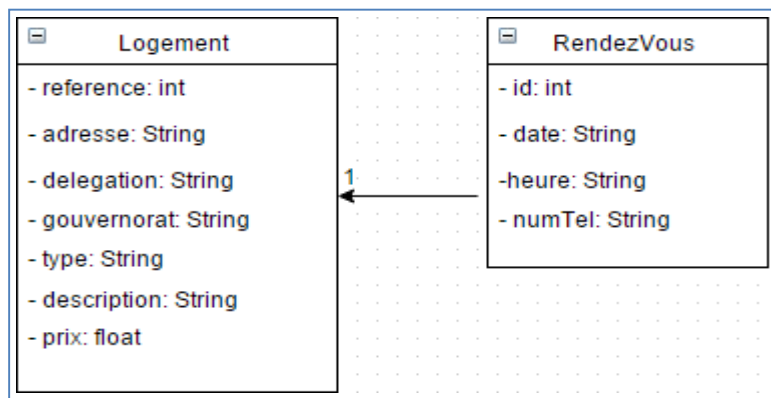 Logement
- reference: int
- adresse: String
- delegation: String
- gouvernorat: String
- type: String
- description: String
- prix: float
1
RendezVous
- id: int
- date: String
-heure: String
- numTel: String